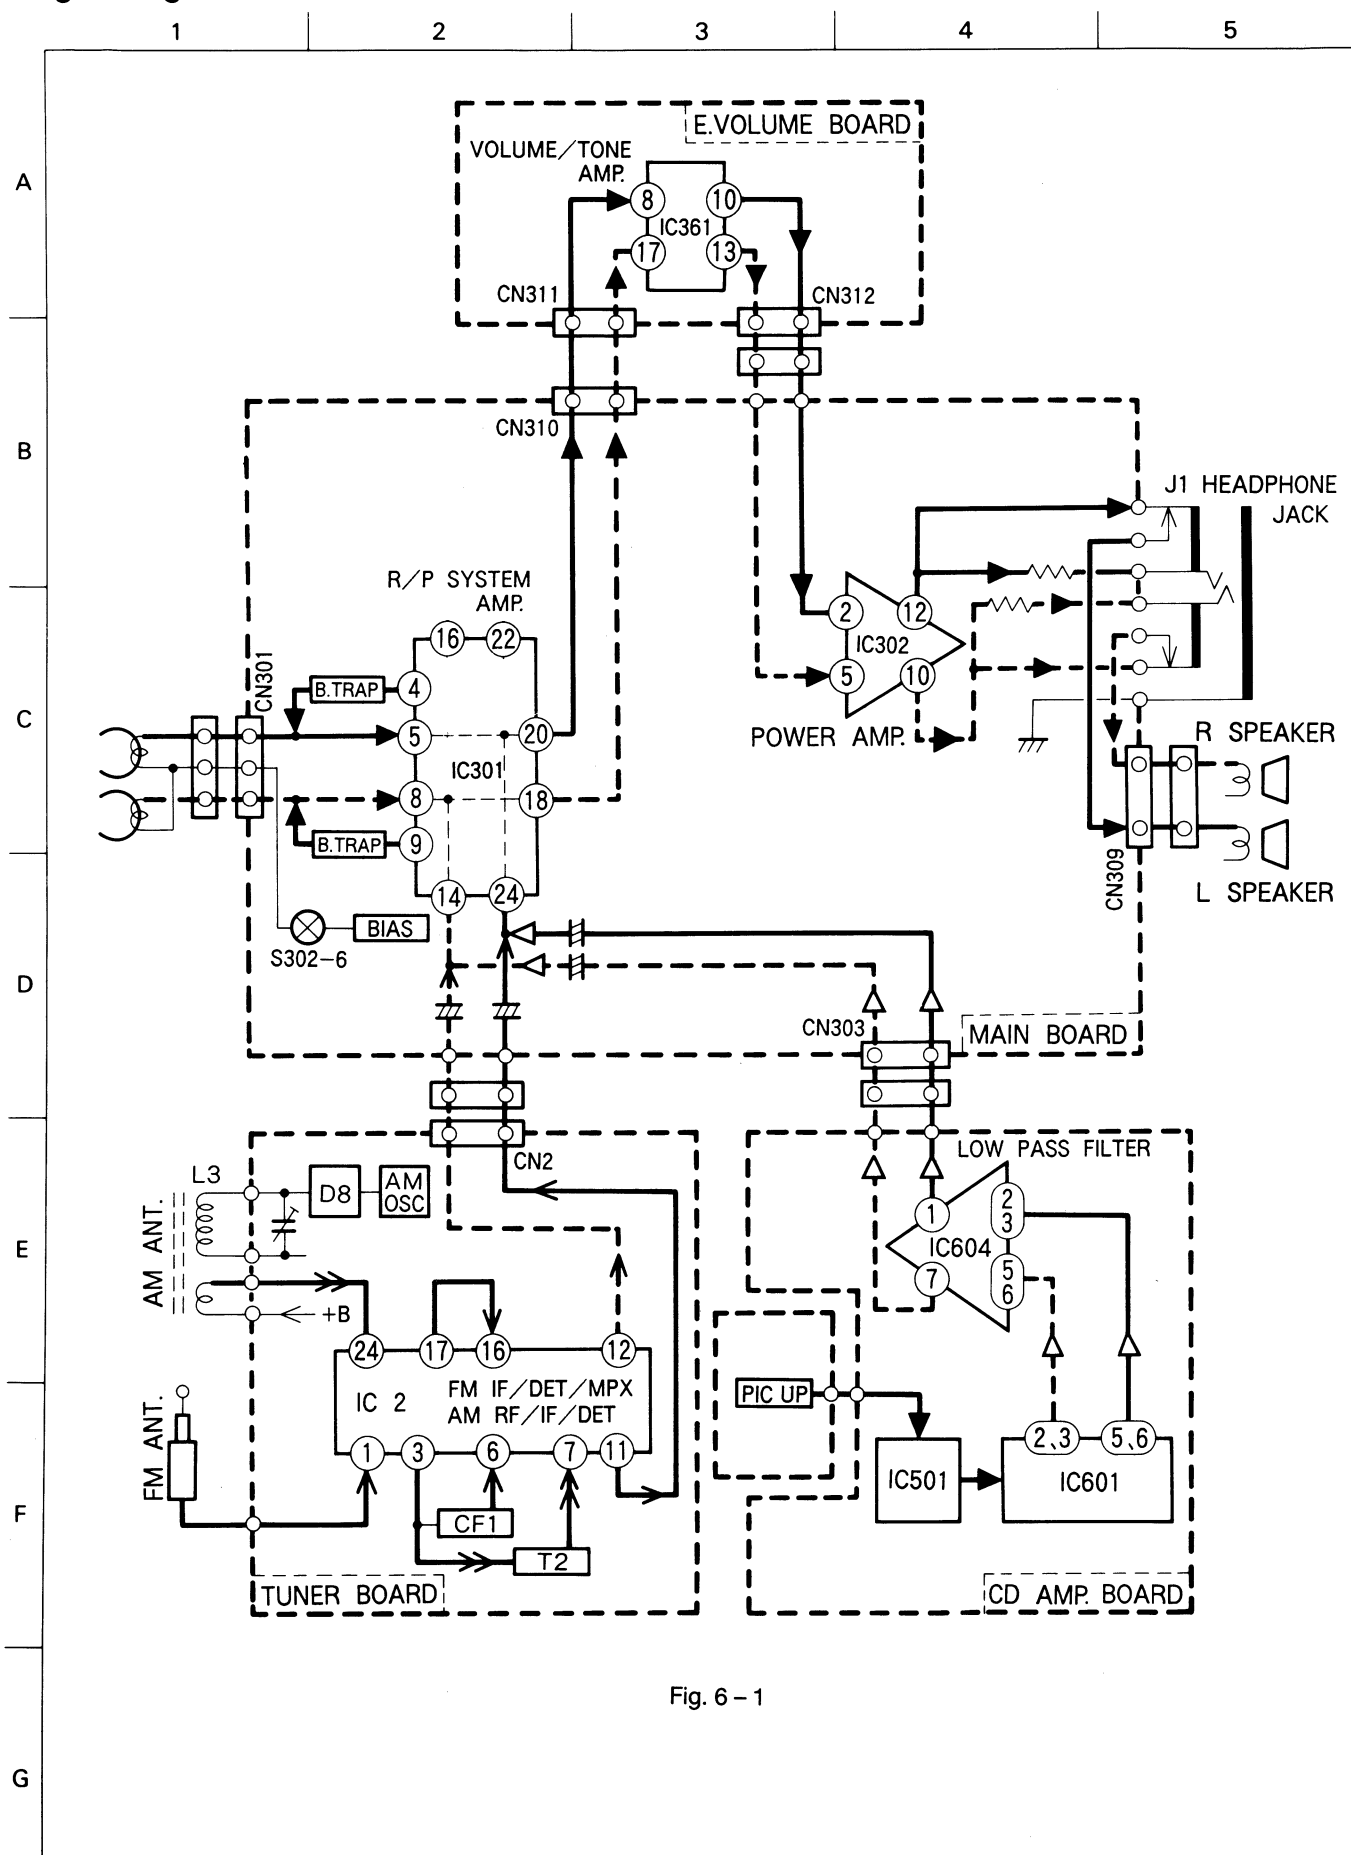 1 2 3 4 5
A
E.VOLUME BOARD
VOLUME/TONE
AMP.
8 10
IC361
17 13
CN311 CN312
CN310
B
J1 HEADPHONE
JACK
R/P SYSTEM
AMP.
16 22
2 12
IC302
5 10
POWER AMP.
CN301
B.TRAP 4
C
5 20
IC301
8 18
B.TRAP 9
14 24
R SPEAKER
CN309
L SPEAKER
BIAS
S302-6
D
CN303
MAIN BOARD
CN2
LOW PASS FILTER
L3
D8
AM
OSC
AM ANT.
+B
E
1
2
3
IC604
7
5
6
24 17 16 12
IC 2
FM IF/DET/MPX
AM RF/IF/DET
1 3 6 7 11
FM ANT.
PIC UP
2、3 5、6
IC501 IC601
F
CF1
T2
TUNER BOARD
CD AMP. BOARD
Fig. 6 – 1
G